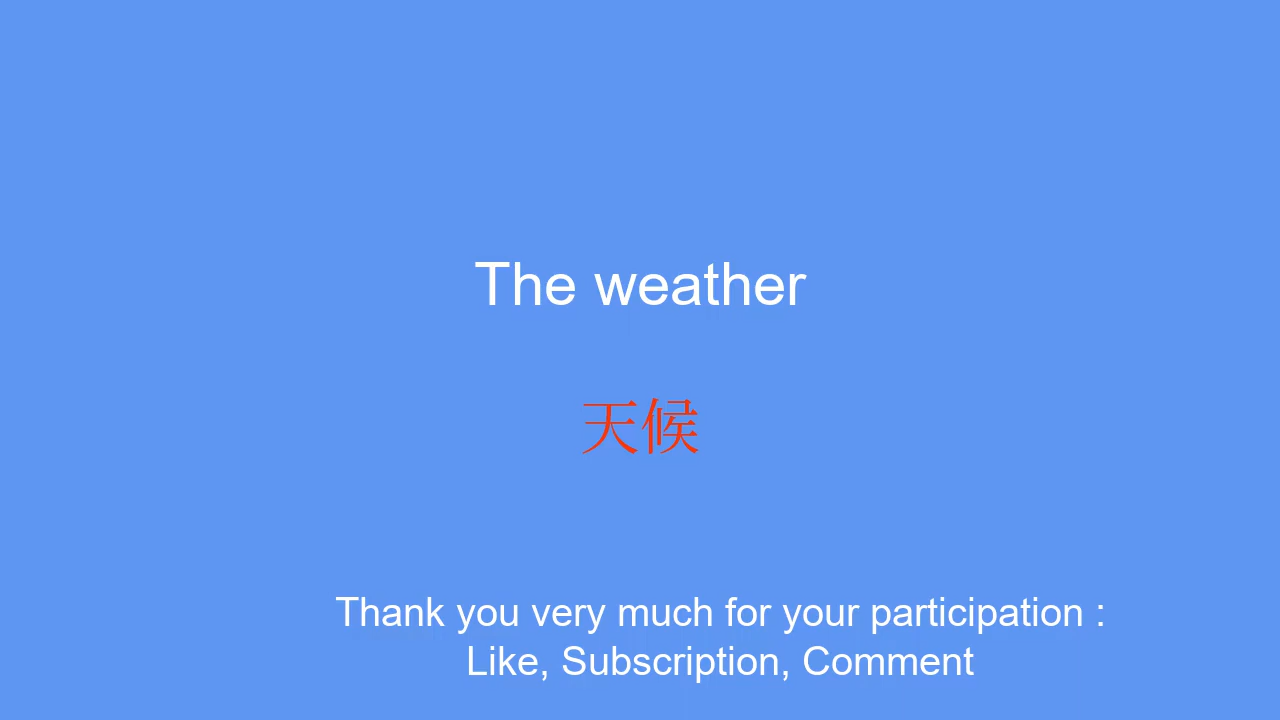 The weather
天候
Thank you very much for your participation :
Like, Subscription, Comment